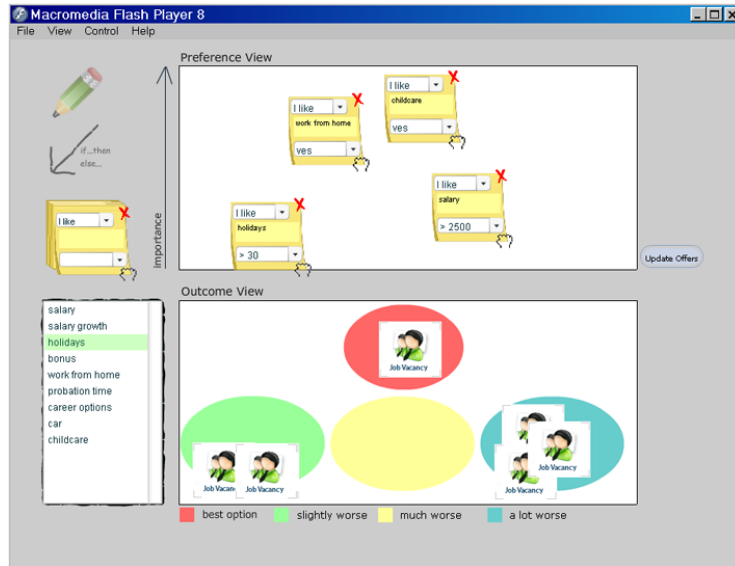 Macromedia Flash Player 8
File View Control Help
Preference View
Importance
if...then
else...
I like
I like
childcare
yes
I like
work from home
yes
I like
salary
> 2500
I like
holidays
> 30
Update Offers
Outcome View
salary
salary growth
holidays
bonus
work from home
probation time
career options
car
childcare
Job Vacancy
Job Vacan
Job Vacancy
Job Vacancy
Job Vacancy
best option
slightly worse
much worse
a lot worse